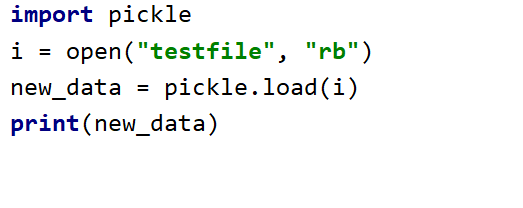 import pickle
i = open("testfile", "rb")
new_data = pickle.load(i)
print(new_data)